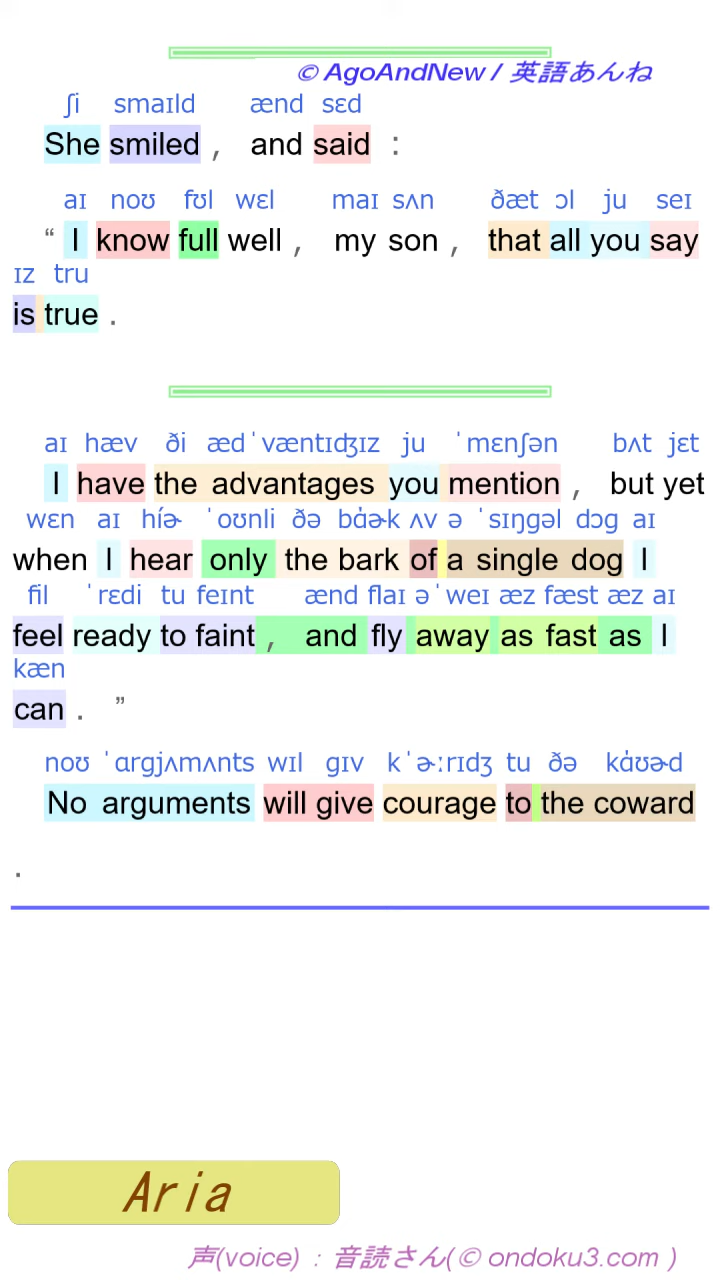 © AgoAndNew / 英語あんね
ʃi smaɪld ænd sɛd
She smiled , and said :
aɪ noʊ fʊl wɛl maɪ sʌn ðæt ɔl ju seɪ
“ I know full well , my son , that all you say
ɪz tru
is true .
aɪ hæv ði ædˈvæntɪʤɪz ju ˈmɛnʃən bʌt jɛt
I have the advantages you mention , but yet
wɛn aɪ híɚ ˈoʊnli ðə bɑ́ɚk ʌv ə ˈsɪŋgəl dɔg aɪ
when I hear only the bark of a single dog I
fil ˈrɛdi tu feɪnt ænd flaɪ əˈweɪ æz fæst æz aɪ
feel ready to faint , and fly away as fast as I
kæn
can . ”
noʊ ˈɑrgjʌmʌnts wɪl gɪv kˈɚːrɪdʒ tu ðə kɑ́ʊɚd
No arguments will give courage to the coward
.
Aria
声(voice) : 音読さん(© ondoku3.com )